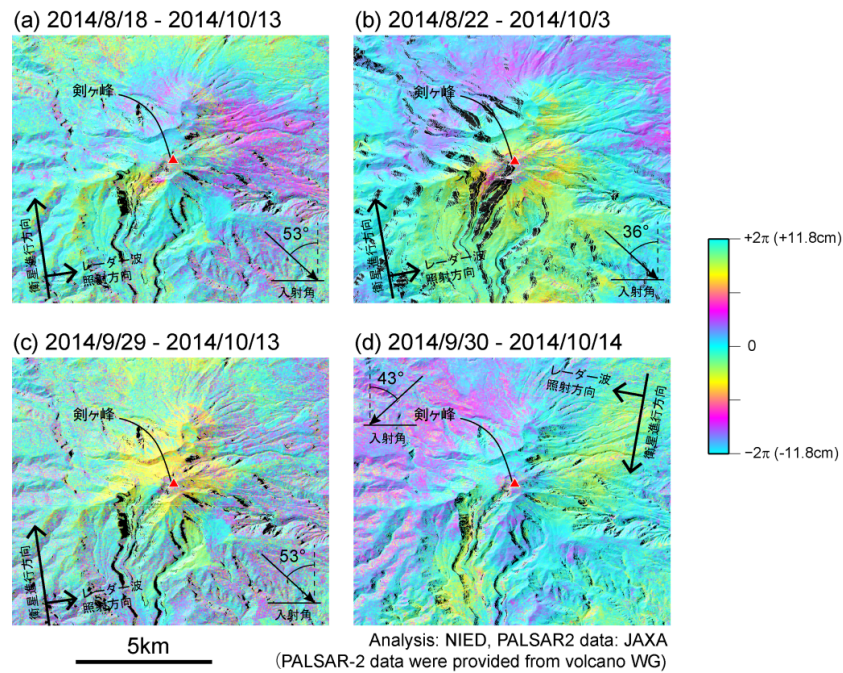 (a) 2014/8/18 - 2014/10/13
剣ヶ峰
衛星進行方向
レーダー波
照射方向
53°
入射角
(b) 2014/8/22 - 2014/10/3
剣ヶ峰
衛星進行方向
レーダー波
照射方向
36°
入射角
(c) 2014/9/29 - 2014/10/13
剣ヶ峰
衛星進行方向
レーダー波
照射方向
53°
入射角
(d) 2014/9/30 - 2014/10/14
43°
入射角
剣ヶ峰
レーダー波
照射方向
衛星進行方向
+2π (+11.8cm)
0
−2π (-11.8cm)
5km
Analysis: NIED, PALSAR2 data: JAXA
(PALSAR-2 data were provided from volcano WG)